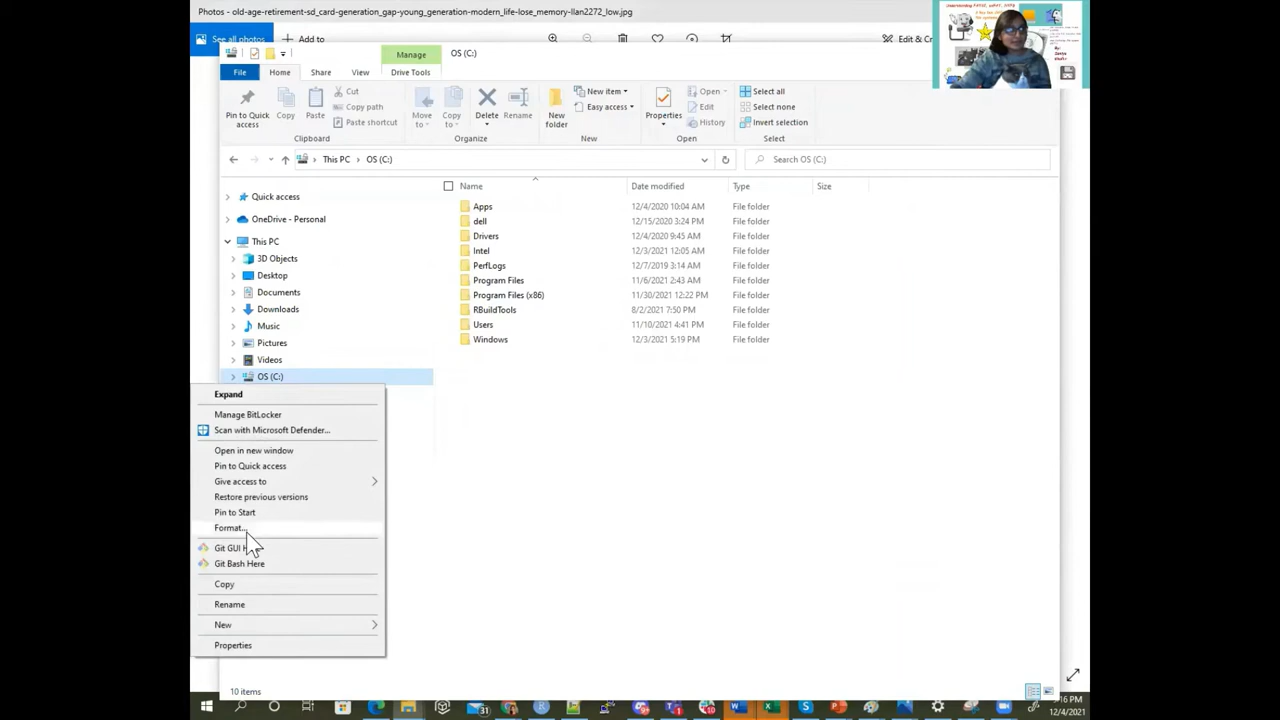 Photos - old-age-retirement-sd_card-generation_gap-young_generation-modern_life-lose_memory-llan2272_low.jpg
See all photos
Edit & Cr
Manage
OS (C:)
File
Home
Share
View
Drive Tools
Pin to Quick access
Copy
Paste
Cut
Copy path
Paste shortcut
Move to
Copy to
Delete
Rename
New folder
New item
Easy access
Properties
Open
Edit
History
Select all
Select none
Invert selection
Clipboard
Organize
New
Open
Select
This PC
OS (C:)
Search OS (C:)
Name
Date modified
Type
Size
Quick access
OneDrive - Personal
This PC
3D Objects
Desktop
Documents
Downloads
Music
Pictures
Videos
OS (C:)
Apps 12/4/2020 10:04 AM File folder
dell 12/15/2020 3:24 PM File folder
Drivers 12/4/2020 9:45 AM File folder
Intel 12/3/2021 12:05 AM File folder
PerfLogs 12/7/2019 3:14 AM File folder
Program Files 11/6/2021 2:43 AM File folder
Program Files (x86) 11/30/2021 12:22 PM File folder
RBuildTools 8/2/2021 7:50 PM File folder
Users 11/10/2021 4:41 PM File folder
Windows 12/3/2021 5:19 PM File folder
Expand
Manage BitLocker
Scan with Microsoft Defender...
Open in new window
Pin to Quick access
Give access to
Restore previous versions
Pin to Start
Format...
Git GUI
Git Bash Here
Copy
Rename
New
Properties
10 items
31
12/4/2021